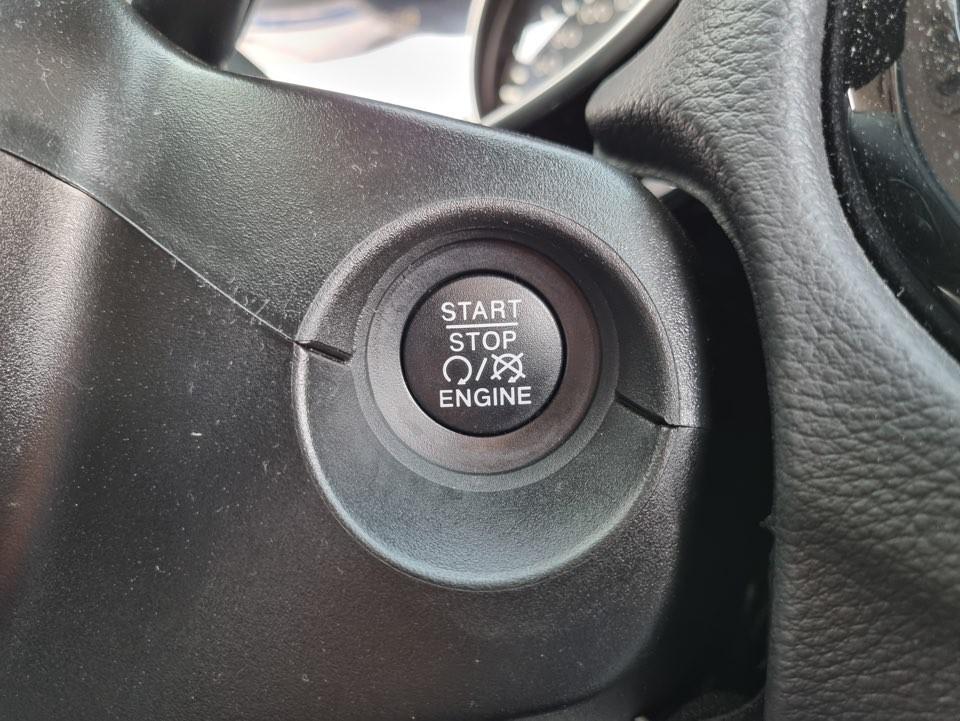 START
STOP
/
ENGINE